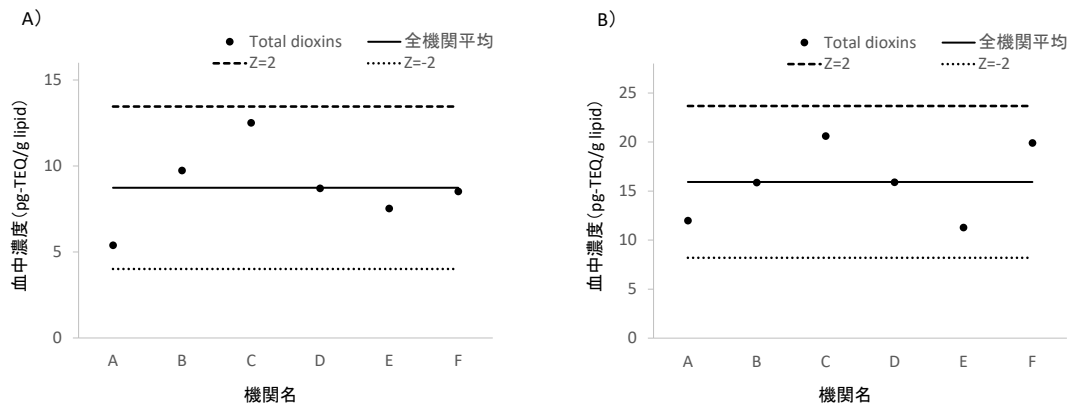 A)
Total dioxins
全機関平均
Z=2
Z=-2
血中濃度(pg-TEQ/g lipid)
15
10
5
0
A B C D E F
機関名
B)
Total dioxins
全機関平均
Z=2
Z=-2
血中濃度(pg-TEQ/g lipid)
25
20
15
10
5
0
A B C D E F
機関名